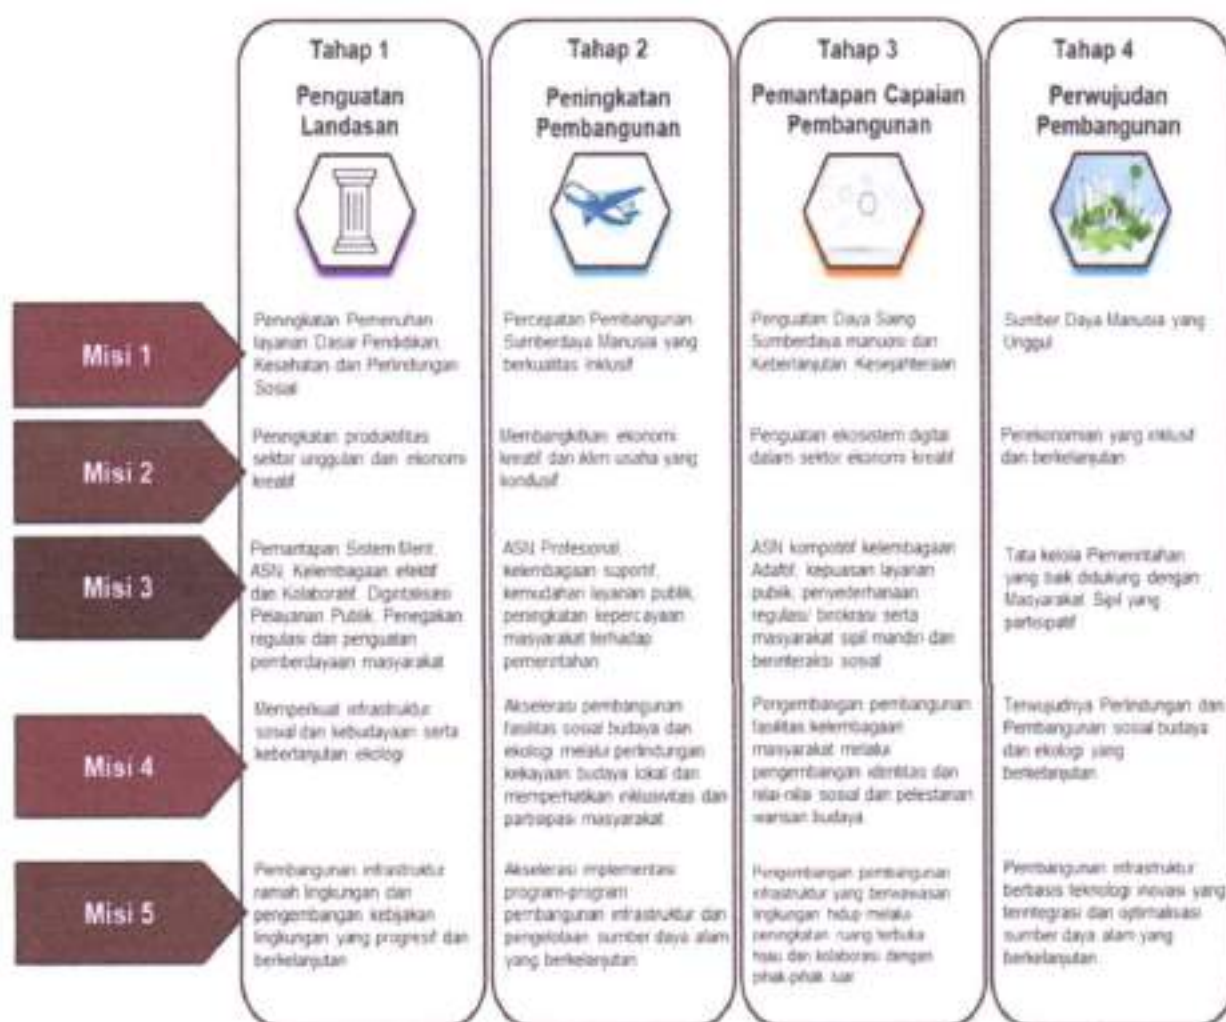 Tahap 1
Penguatan
Landasan
Tahap 2
Peningkatan
Pembangunan
Tahap 3
Pemantapan Capaian
Pembangunan
Tahap 4
Perwujudan
Pembangunan
Misi 1
Peningkatan Pemenuhan
layanan Dasar Pendidikan,
Kesehatan dan Perlindungan
Sosial
Percepatan Pembangunan
Sumberdaya Manusia yang
berkualitas inklusif
Penguatan Daya Saing
Sumberdaya manuasi dan
Keberlanjutan Kesejahteraan
Sumber Daya Manusia yang
Unggul
Misi 2
Peningkatan produktifitas
sektor unggulan dan ekonomi
kreatif
Membangkitkan ekonomi
kreatif dan iklim usaha yang
kondusif
Penguatan ekosistem digital
dalam sektor ekonomi kreatif
Perekonomian yang inklusif
dan berkelanjutan
Misi 3
Pemantapan Sistem Merit
ASN, Kelembagaan efektif
dan Kolaboratif, Digintalisasi
Pelayanan Publik, Penegakan
regulasi dan penguatan
pemberdayaan masyarakat
ASN Profesional,
kelembagaan suportif,
kemudahan layanan publik,
peningkatan kepercayaan
masyarakat terhadap
pemerintahan
ASN kompotitf kelembagaan
Adaftif, kepuasan layanan
publik, penyederhanaan
regulasi/ birokrasi serta
masyarakat sipil mandiri dan
berinteraksi sosial
Tata kelola Pemerintahan
yang baik didukung dengan
Masyarakat Sipil yang
partisipatif
Misi 4
Memperkuat infrastruktur
sosial dan kebudayaan serta
keberlanjutan ekologi
Akselerasi pembangunan
fasilitas sosial budaya dan
ekologi melalui perlindungan
kekayaan budaya lokal dan
memperhatikan inklusivitas dan
partisipasi masyarakat
Pengembangan pembangunan
fasilitas kelembagaan
masyarakat melalui
pengembangan identitas dan
nilai-nilai sosial dan pelestarian
warisan budaya
Terwujudnya Perlindungan dan
Pembangunan sosial budaya
dan ekologi yang
berkelanjutan
Misi 5
Pembangunan infrastruktur
ramah lingkungan dan
pengembangan kebijakan
lingkungan yang progresif dan
berkelanjutan
Akselerasi implementasi
program-program
pembangunan infrastruktur dan
pengelolaan sumber daya alam
yang berkelanjutan
Pengembangan pembangunan
infrastruktur yang berwawasan
lingkungan hidup melalui
peningkatan ruang terbuka
hijau dan kolaborasi dengan
pihak-pihak luar
Pembangunan infrastruktur
berbasis teknologi inovasi yang
terintegrasi dan optimalisasi
sumber daya alam yang
berkelanjutan